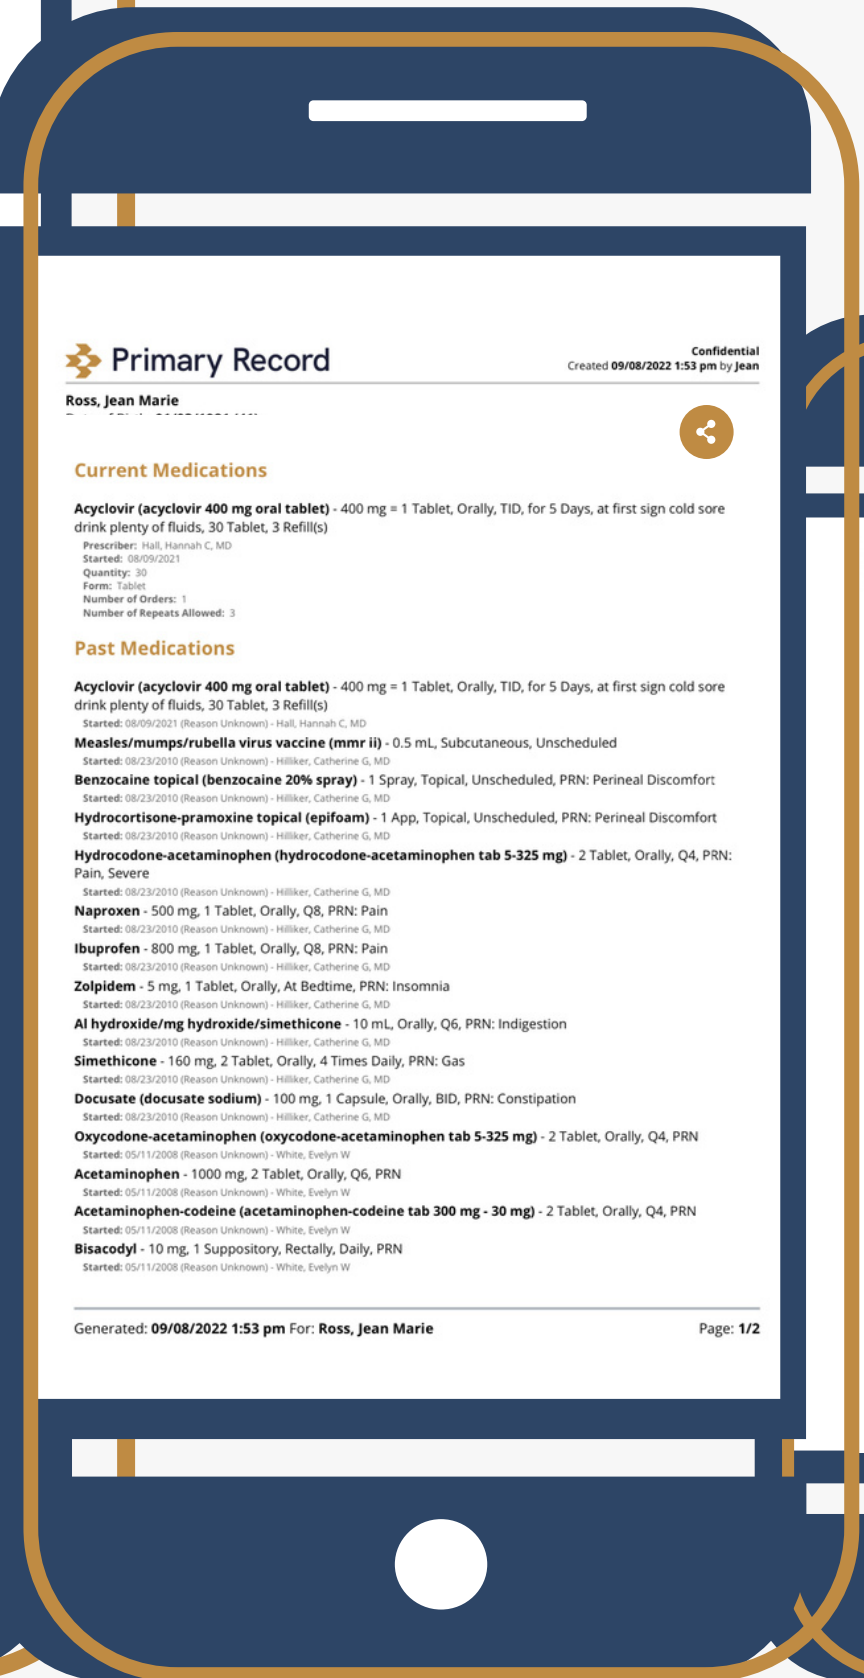 Primary Record
Confidential
Created 09/08/2022 1:53 pm by Jean
Ross, Jean Marie
Current Medications
Acyclovir (acyclovir 400 mg oral tablet) - 400 mg = 1 Tablet, Orally, TID, for 5 Days, at first sign cold sore
drink plenty of fluids, 30 Tablet, 3 Refill(s)
Prescriber: Hall, Hannah C, MD
Started: 08/09/2021
Quantity: 30
Form: Tablet
Number of Orders: 1
Number of Repeats Allowed: 3
Past Medications
Acyclovir (acyclovir 400 mg oral tablet) - 400 mg = 1 Tablet, Orally, TID, for 5 Days, at first sign cold sore
drink plenty of fluids, 30 Tablet, 3 Refill(s)
Started: 08/09/2021 (Reason Unknown) - Hall, Hannah C, MD
Measles/mumps/rubella virus vaccine (mmr ii) - 0.5 mL, Subcutaneous, Unscheduled
Started: 08/23/2010 (Reason Unknown) - Hilliker, Catherine G, MD
Benzocaine topical (benzocaine 20% spray) - 1 Spray, Topical, Unscheduled, PRN: Perineal Discomfort
Started: 08/23/2010 (Reason Unknown) - Hilliker, Catherine G, MD
Hydrocortisone-pramoxine topical (epifoam) - 1 App, Topical, Unscheduled, PRN: Perineal Discomfort
Started: 08/23/2010 (Reason Unknown) - Hilliker, Catherine G, MD
Hydrocodone-acetaminophen (hydrocodone-acetaminophen tab 5-325 mg) - 2 Tablet, Orally, Q4, PRN:
Pain, Severe
Started: 08/23/2010 (Reason Unknown) - Hilliker, Catherine G, MD
Naproxen - 500 mg, 1 Tablet, Orally, Q8, PRN: Pain
Started: 08/23/2010 (Reason Unknown) - Hilliker, Catherine G, MD
Ibuprofen - 800 mg, 1 Tablet, Orally, Q8, PRN: Pain
Started: 08/23/2010 (Reason Unknown) - Hilliker, Catherine G, MD
Zolpidem - 5 mg, 1 Tablet, Orally, At Bedtime, PRN: Insomnia
Started: 08/23/2010 (Reason Unknown) - Hilliker, Catherine G, MD
Al hydroxide/mg hydroxide/simethicone - 10 mL, Orally, Q6, PRN: Indigestion
Started: 08/23/2010 (Reason Unknown) - Hilliker, Catherine G, MD
Simethicone - 160 mg, 2 Tablet, Orally, 4 Times Daily, PRN: Gas
Started: 08/23/2010 (Reason Unknown) - Hilliker, Catherine G, MD
Docusate (docusate sodium) - 100 mg, 1 Capsule, Orally, BID, PRN: Constipation
Started: 08/23/2010 (Reason Unknown) - Hilliker, Catherine G, MD
Oxycodone-acetaminophen (oxycodone-acetaminophen tab 5-325 mg) - 2 Tablet, Orally, Q4, PRN
Started: 05/11/2008 (Reason Unknown) - White, Evelyn W
Acetaminophen - 1000 mg, 2 Tablet, Orally, Q6, PRN
Started: 05/11/2008 (Reason Unknown) - White, Evelyn W
Acetaminophen-codeine (acetaminophen-codeine tab 300 mg - 30 mg) - 2 Tablet, Orally, Q4, PRN
Started: 05/11/2008 (Reason Unknown) - White, Evelyn W
Bisacodyl - 10 mg, 1 Suppository, Rectally, Daily, PRN
Started: 05/11/2008 (Reason Unknown) - White, Evelyn W
Generated: 09/08/2022 1:53 pm For: Ross, Jean Marie
Page: 1/2